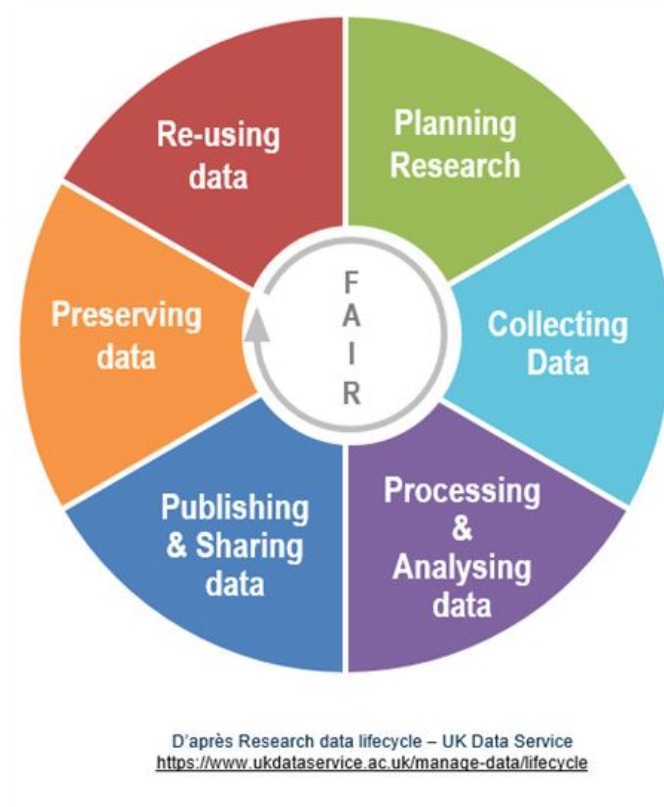 Re-using
data
Planning
Research
Preserving
data
F
A
I
R
Collecting
Data
Publishing
& Sharing
data
Processing
&
Analysing
data
D'après Research data lifecycle – UK Data Service
https://www.ukdataservice.ac.uk/manage-data/lifecycle